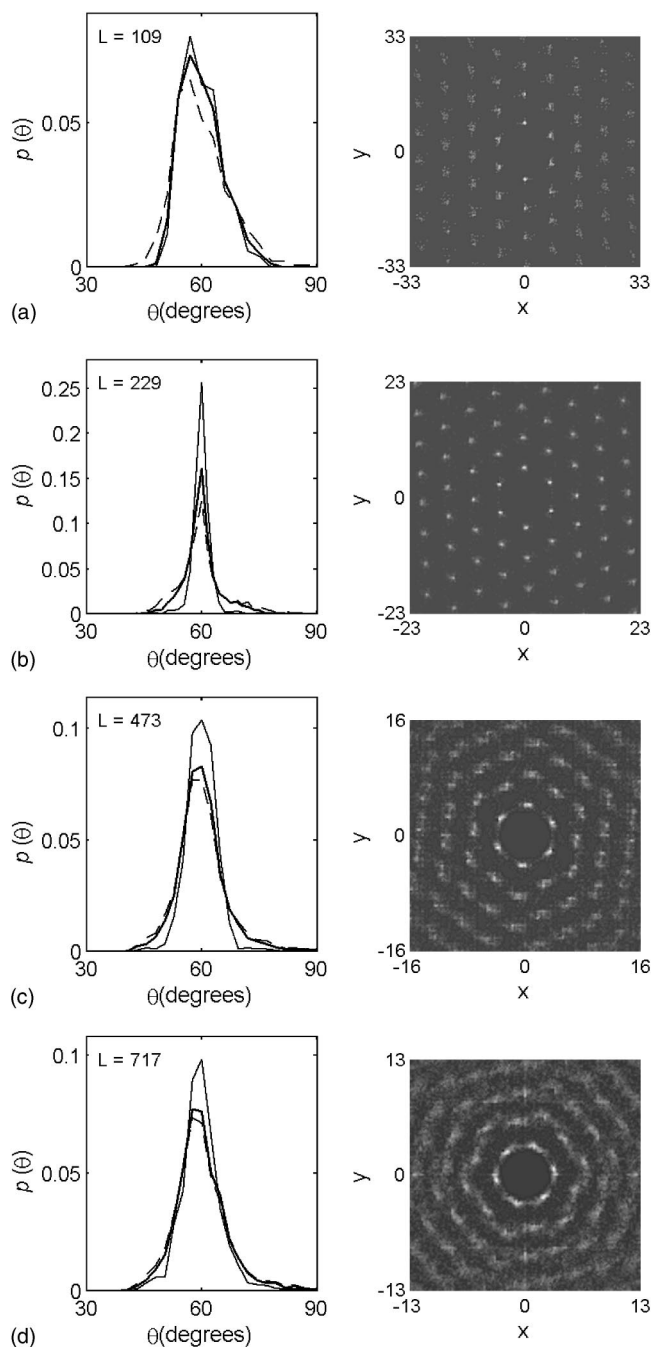 L = 109
p (θ)
0.05
0
30
60
90
θ(degrees)
(a)
y
33
0
-33
-33
0
33
x
L = 229
p (θ)
0.25
0.2
0.15
0.1
0.05
0
30
60
90
θ(degrees)
(b)
y
23
0
-23
-23
0
23
x
L = 473
p (θ)
0.1
0.05
0
30
60
90
θ(degrees)
(c)
y
16
0
-16
-16
0
16
x
L = 717
p (θ)
0.1
0.05
0
30
60
90
θ(degrees)
(d)
y
13
0
-13
-13
0
13
x